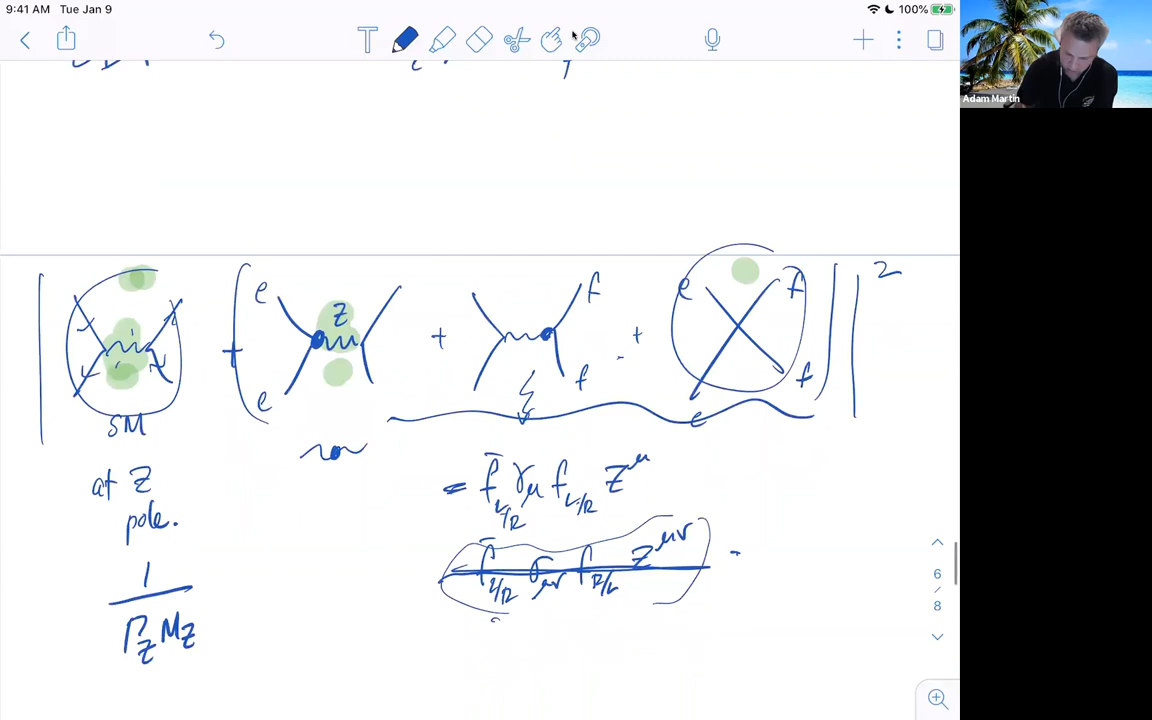 9:41 AM Tue Jan 9
100%
T
Adam Martin
2
e
Z
f
e
f̄
+
+
+
e
f
f
e
SM
at Z
pole.
1
Γ_Z M_Z
= f̄_{L/R} γ_μ f_{L/R} Z^μ
f̄_{L/R} σ_{μν} f_{R/L} Z^{μν}
6
/
8